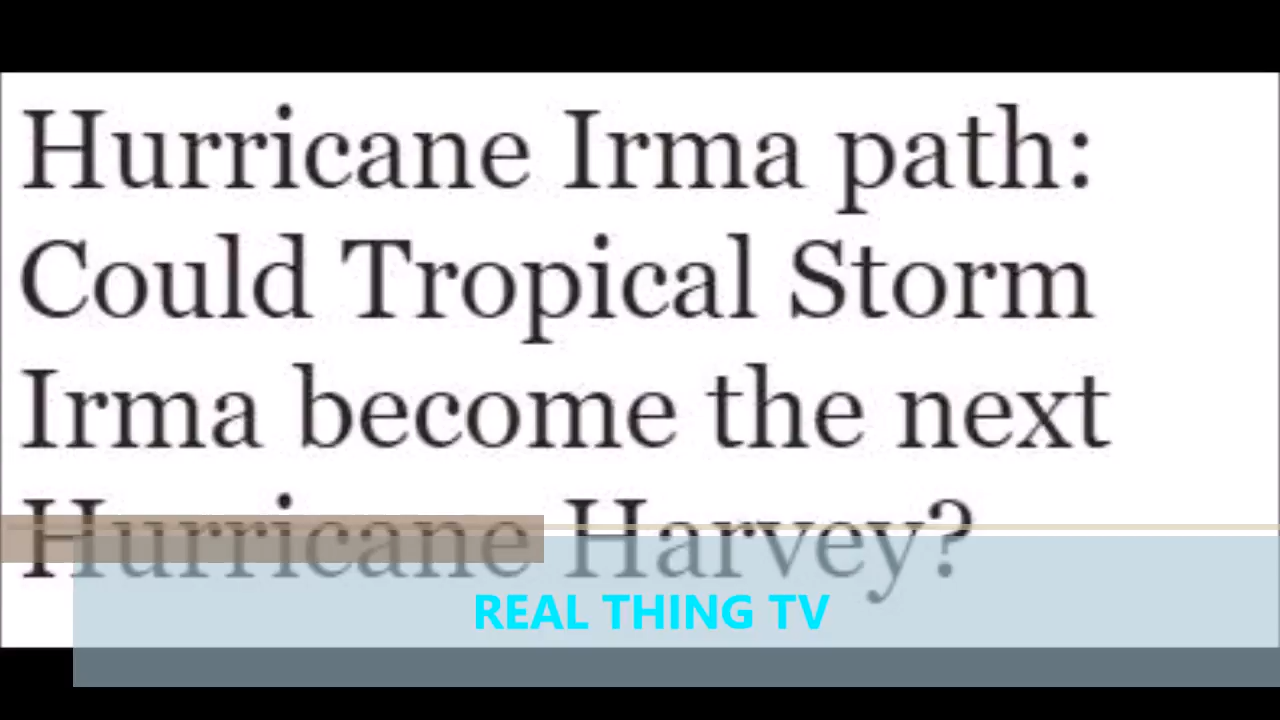 Hurricane Irma path:
Could Tropical Storm
Irma become the next
Hurricane Harvey?
REAL THING TV